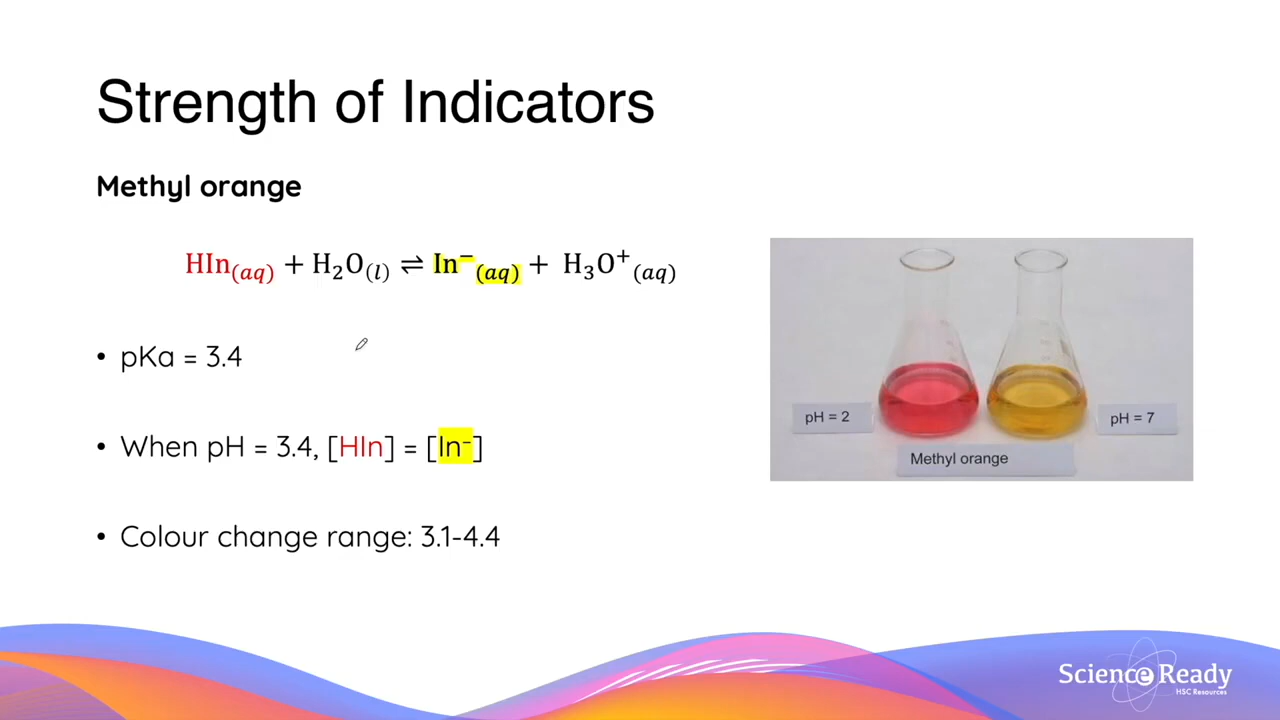 Strength of Indicators
Methyl orange
HIn(aq) + H₂O(l) ⇌ In⁻(aq) + H₃O⁺(aq)
• pKa = 3.4
• When pH = 3.4, [HIn] = [In⁻]
• Colour change range: 3.1-4.4
pH = 2
pH = 7
Methyl orange
Science Ready
HSC Resources